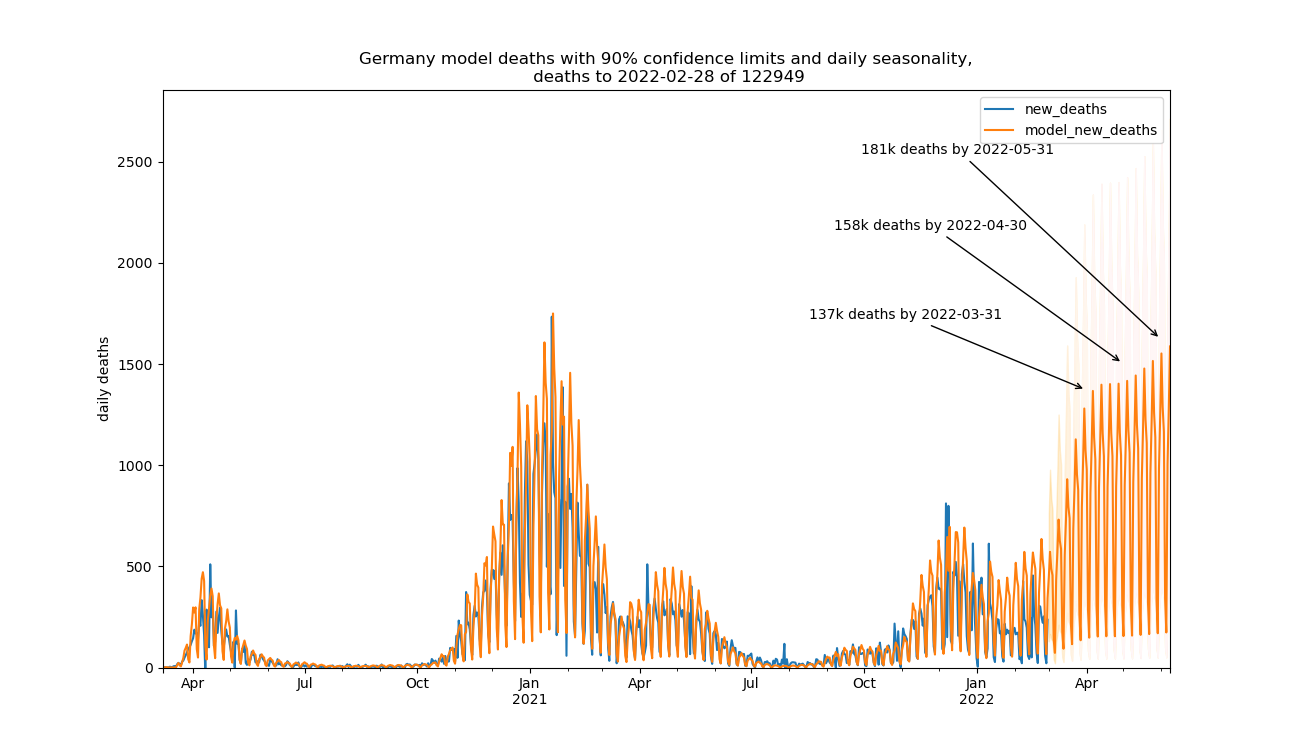 Germany model deaths with 90% confidence limits and daily seasonality,
deaths to 2022-02-28 of 122949
new_deaths
model_new_deaths
181k deaths by 2022-05-31
158k deaths by 2022-04-30
137k deaths by 2022-03-31
daily deaths
2500
2000
1500
1000
500
0
Apr
Jul
Oct
Jan
2021
Apr
Jul
Oct
Jan
2022
Apr